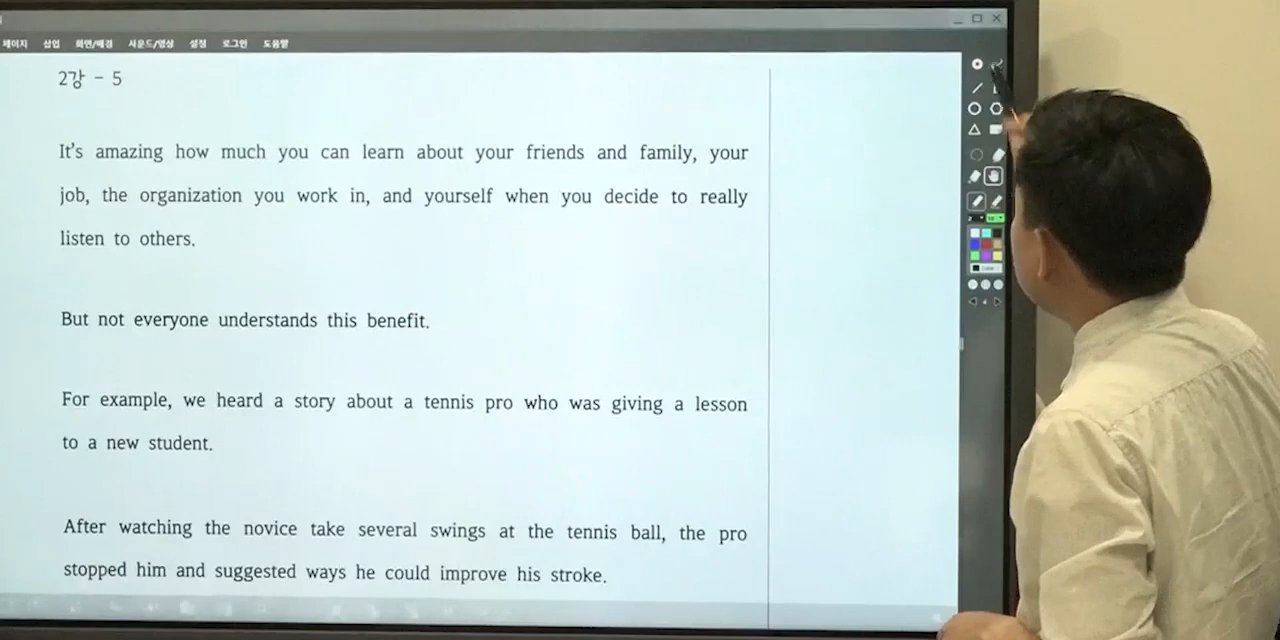 페이지 삽입 화면/배경 사운드/영상 설정 로그인 도움말
2강 - 5
It's amazing how much you can learn about your friends and family, your
job, the organization you work in, and yourself when you decide to really
listen to others.
But not everyone understands this benefit.
For example, we heard a story about a tennis pro who was giving a lesson
to a new student.
After watching the novice take several swings at the tennis ball, the pro
stopped him and suggested ways he could improve his stroke.
Color
4